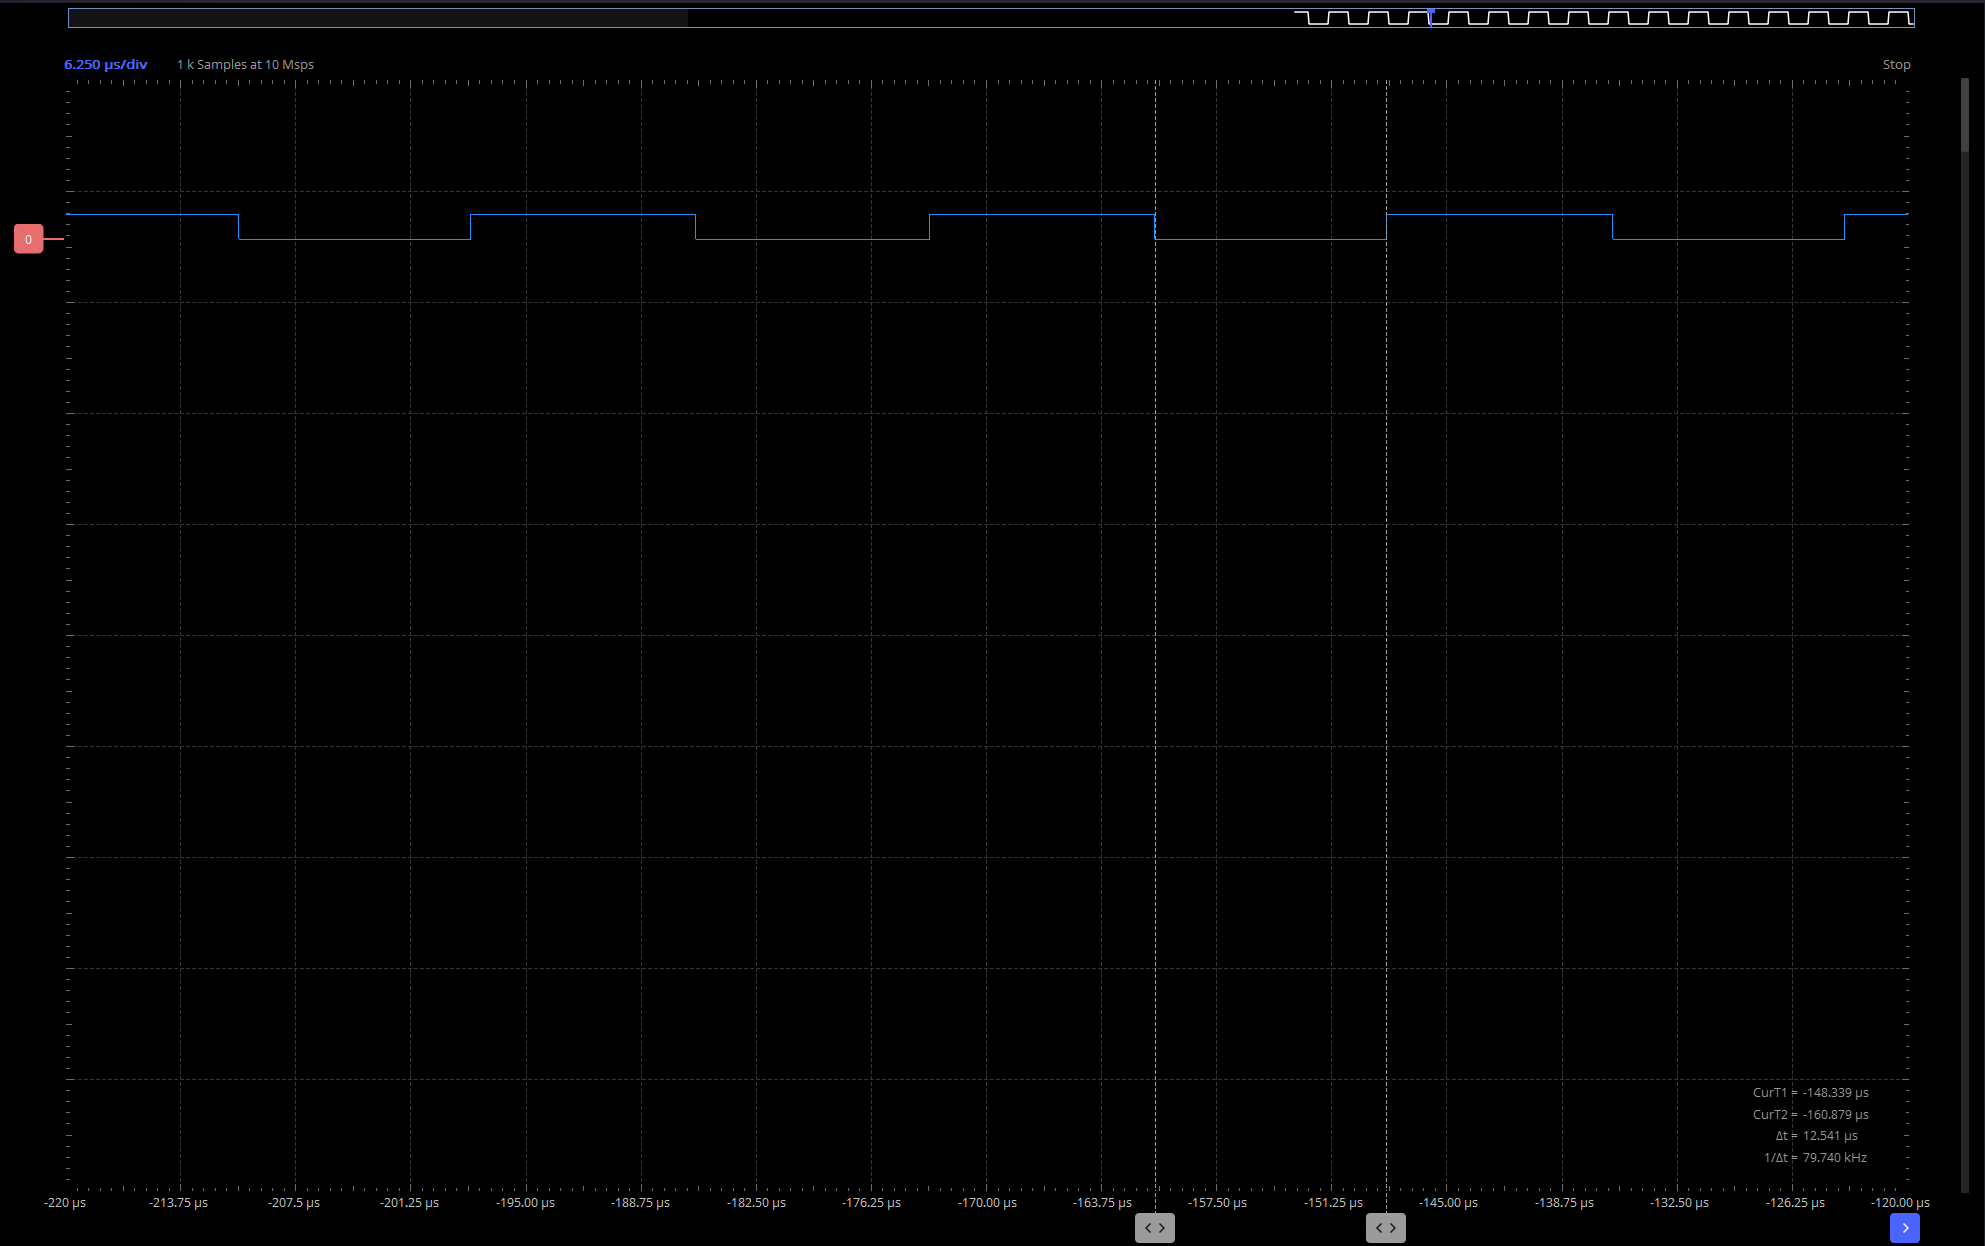 6.250 µs/div 1 k Samples at 10 Msps Stop
0
CurT1 = -148.339 µs
CurT2 = -160.879 µs
Δt = 12.541 µs
1/Δt = 79.740 kHz
-220 µs -213.75 µs -207.5 µs -201.25 µs -195.00 µs -188.75 µs -182.50 µs -176.25 µs -170.00 µs -163.75 µs -157.50 µs -151.25 µs -145.00 µs -138.75 µs -132.50 µs -126.25 µs -120.00 µs